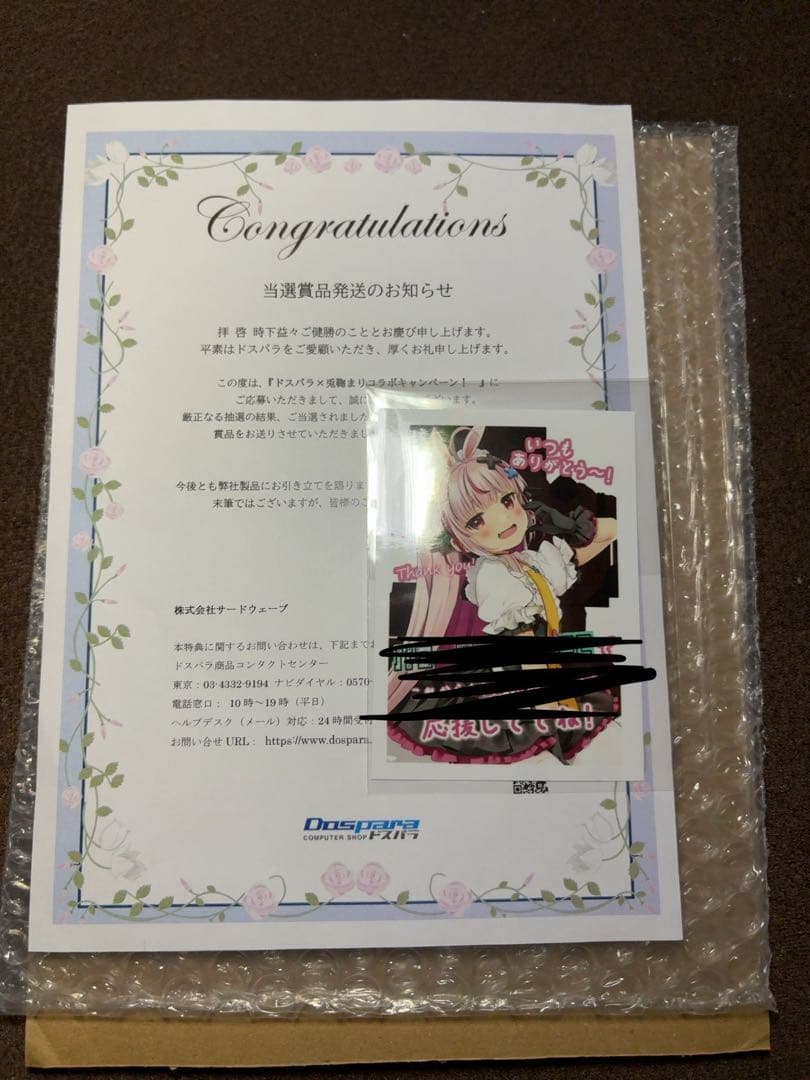 Congratulations
当選賞品発送のお知らせ
拝 啓 時下益々ご健勝のこととお慶び申し上げます。
平素はドスパラをご愛顧いただき、厚くお礼申し上げます。
この度は、『ドスパラ×兎鞠まりコラボキャンペーン！ 』に
ご応募いただきまして、誠に ございます。
厳正なる抽選の結果、ご当選されました
賞品をお送りさせていただきまし
今後とも弊社製品にお引き立てを賜りま
末筆ではございますが、皆様のご
株式会社サードウェーブ
本特典に関するお問い合わせは、下記まで
ドスパラ商品コンタクトセンター
東京：03-4332-9194 ナビダイヤル：0570-
電話窓口： 10時～19時（平日）
ヘルプデスク（メール）対応：24時間受
お問い合せ URL： https://www.dospara.
Dospara
COMPUTER SHOP ドスパラ
いつも
ありがとう〜!
Thank you!
応援しててね!